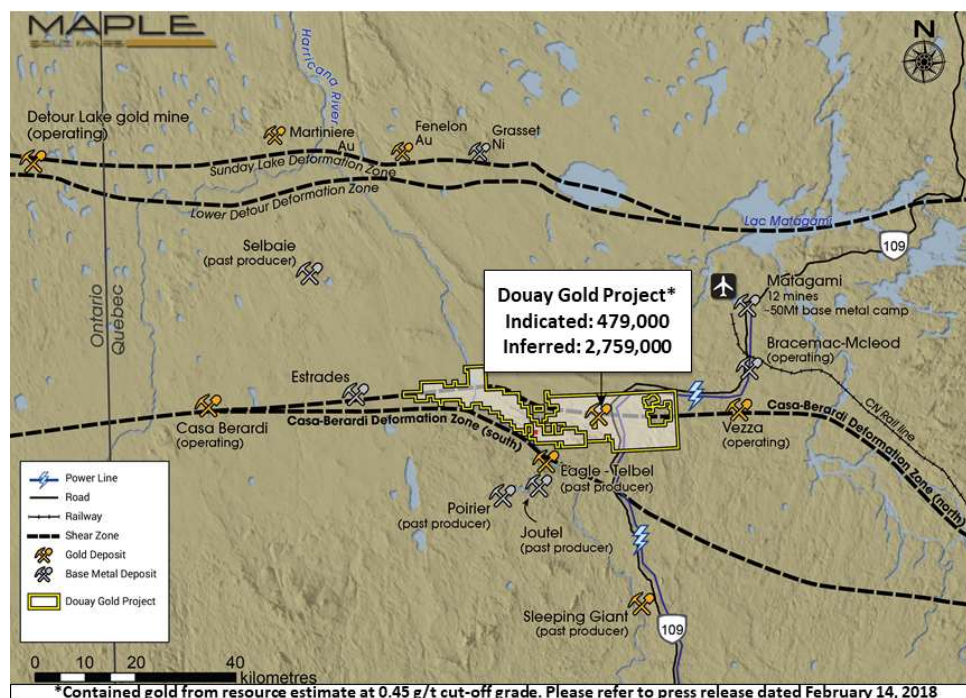 MAPLE
GOLD MINES
N
Harricana River
Detour Lake gold mine
(operating)
Martiniere
Au
Fenelon
Au
Grasset
Ni
Sunday Lake Deformation Zone
Lower Detour Deformation Zone
Lac Matagami
109
Selbaie
(past producer)
Ontario
Quebec
Douay Gold Project*
Indicated: 479,000
Inferred: 2,759,000
Matagami
12 mines
~50Mt base metal camp
Bracemac-Mcleod
(operating)
CN Rail line
Estrades
Casa Berardi
(operating)
Casa-Berardi Deformation Zone (south)
Vezza
(operating)
Casa-Berardi Deformation Zone (north)
Eagle - Telbel
(past producer)
Poirier
(past producer)
Joutel
(past producer)
Sleeping Giant
(past producer)
109
Power Line
Road
Railway
Shear Zone
Gold Deposit
Base Metal Deposit
Douay Gold Project
0 10 20 40
kilometres
*Contained gold from resource estimate at 0.45 g/t cut-off grade. Please refer to press release dated February 14, 2018